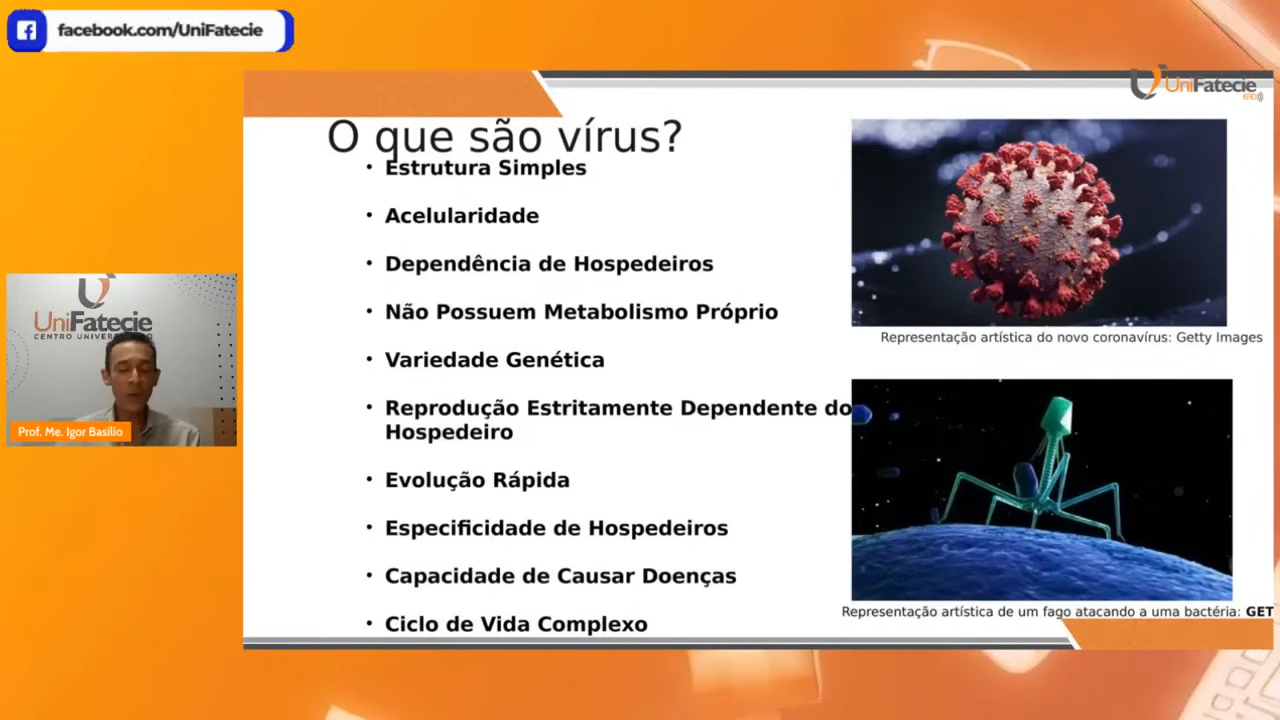 facebook.com/UniFatecie
UniFatecie
EAD
O que são vírus?
• Estrutura Simples
• Acelularidade
• Dependência de Hospedeiros
• Não Possuem Metabolismo Próprio
• Variedade Genética
• Reprodução Estritamente Dependente do
Hospedeiro
• Evolução Rápida
• Especificidade de Hospedeiros
• Capacidade de Causar Doenças
• Ciclo de Vida Complexo
Representação artística do novo coronavírus: Getty Images
Representação artística de um fago atacando a uma bactéria: GET
UniFatecie
CENTRO
Prof. Me. Igor Basilio